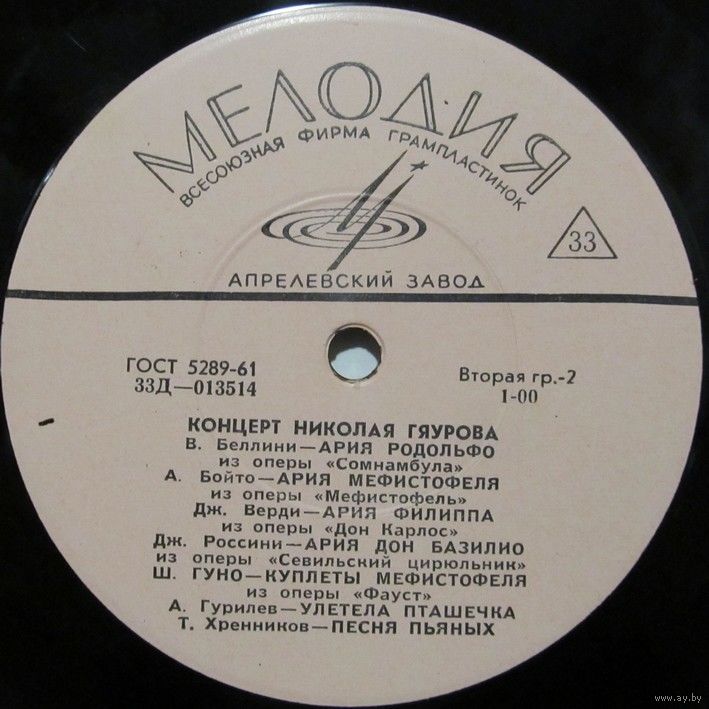 МЕЛОДИЯ
ВСЕСОЮЗНАЯ ФИРМА ГРАМПЛАСТИНОК
33
АПРЕЛЕВСКИЙ ЗАВОД
ГОСТ 5289-61
33Д—013514
Вторая гр.-2
1-00
КОНЦЕРТ НИКОЛАЯ ГЯУРОВА
В. Беллини—АРИЯ РОДОЛЬФО
из оперы «Сомнамбула»
А. Бойто—АРИЯ МЕФИСТОФЕЛЯ
из оперы «Мефистофель»
Дж. Верди—АРИЯ ФИЛИППА
из оперы «Дон Карлос»
Дж. Россини—АРИЯ ДОН БАЗИЛИО
из оперы «Севильский цирюльник»
Ш. ГУНО—КУПЛЕТЫ МЕФИСТОФЕЛЯ
из оперы «Фауст»
А. Гурилев—УЛЕТЕЛА ПТАШЕЧКА
Т. Хренников—ПЕСНЯ ПЬЯНЫХ
www.ay.by